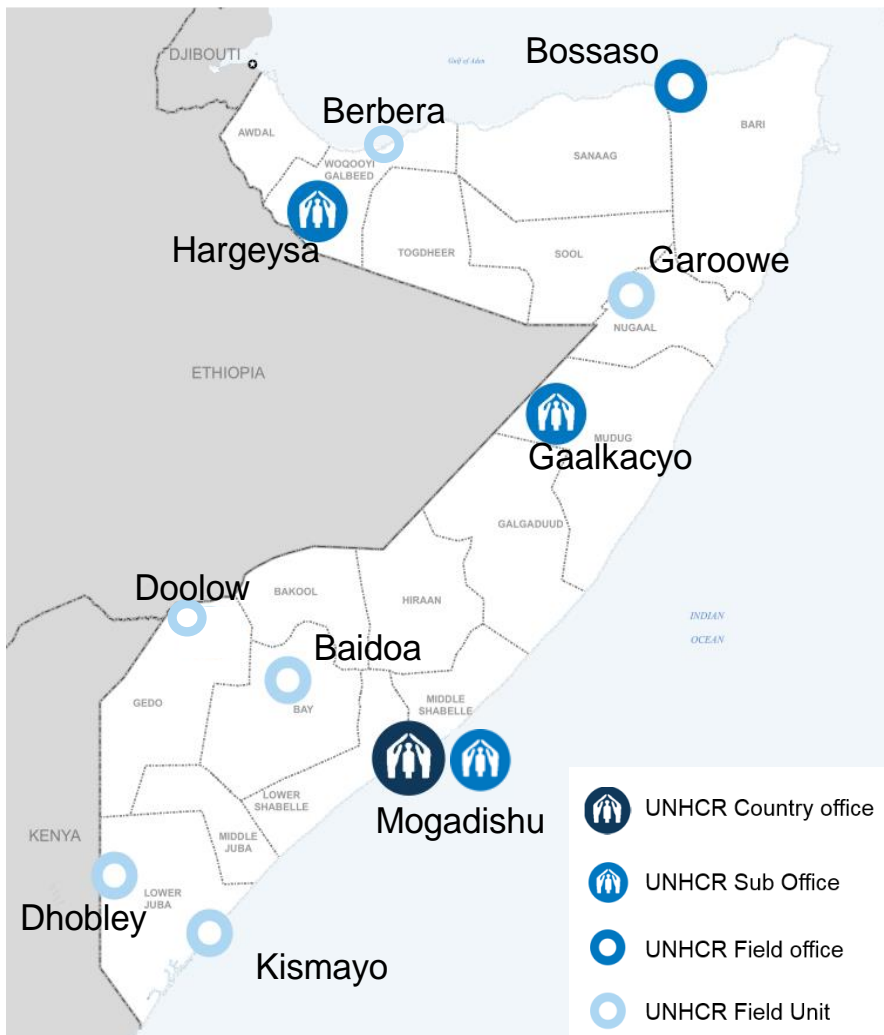 Bossaso
DJIBOUTI
Gulf of Aden
Berbera
BARI
AWDAL
SANAAG
WOQOOYI
GALBEED
Hargeysa
TOGDHEER
SOOL
Garoowe
NUGAAL
ETHIOPIA
MUDUG
Gaalkacyo
GALGADUUD
Doolow
BAKOOL
HIRAAN
INDIAN
OCEAN
Baidoa
GEDO
BAY
MIDDLE
SHABELLE
LOWER
SHABELLE
Mogadishu
KENYA
MIDDLE
JUBA
LOWER
JUBA
Dhobley
Kismayo
UNHCR Country office
UNHCR Sub Office
UNHCR Field office
UNHCR Field Unit